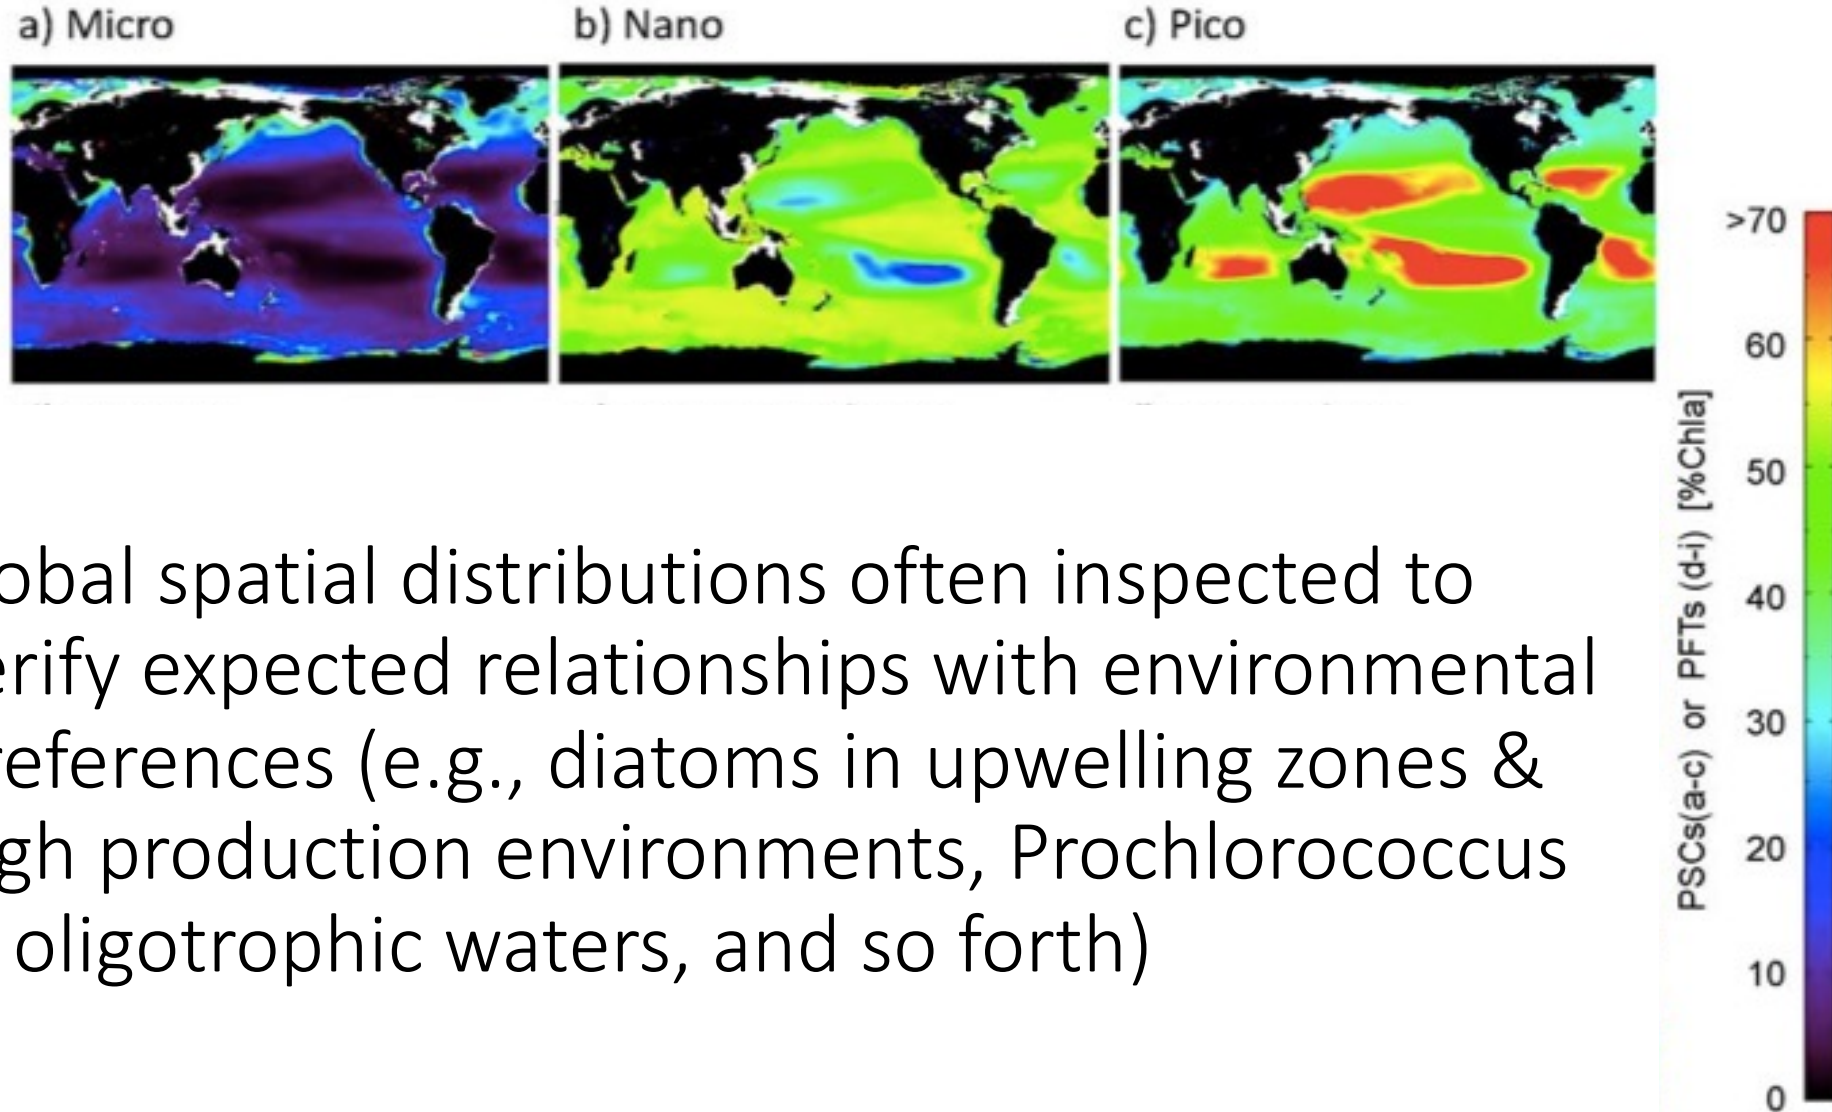 a) Micro
b) Nano
c) Pico
obal spatial distributions often inspected to
erify expected relationships with environmental
references (e.g., diatoms in upwelling zones &
gh production environments, Prochlorococcus
oligotrophic waters, and so forth)
PSCs(a-c) or PFTs (d-i) [%Chla]
>70
60
50
40
30
20
10
0